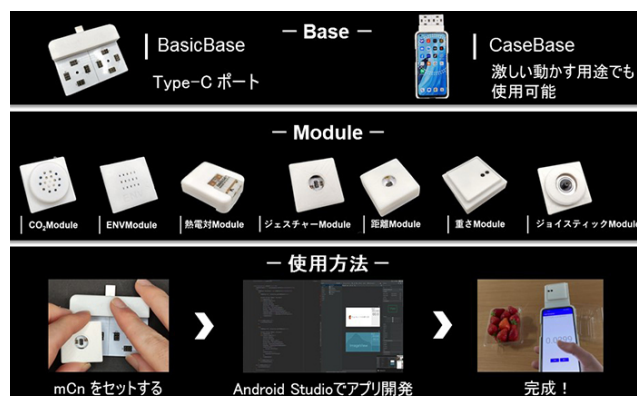 — Base —
BasicBase
Type-C ポート
CaseBase
激しい動かす用途でも
使用可能
— Module —
CO₂Module
ENVModule
熱電対Module
ジェスチャーModule
距離Module
重さModule
ジョイスティックModule
— 使用方法 —
mCn をセットする
Android Studioでアプリ開発
完成！